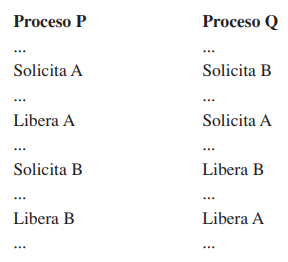 Proceso P Proceso Q
... ...
Solicita A Solicita B
... ...
Libera A Solicita A
... ...
Solicita B Libera B
... ...
Libera B Libera A
... ...